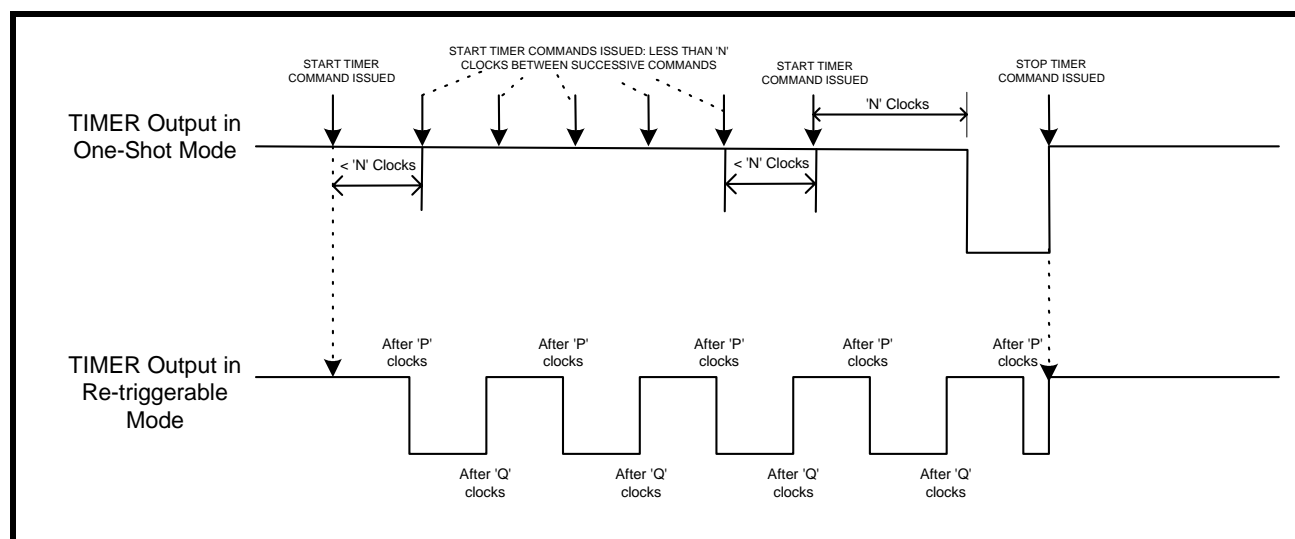 START TIMER
COMMAND ISSUED
START TIMER COMMANDS ISSUED: LESS THAN 'N'
CLOCKS BETWEEN SUCCESSIVE COMMANDS
START TIMER
COMMAND ISSUED
STOP TIMER
COMMAND ISSUED
'N' Clocks
TIMER Output in
One-Shot Mode
< 'N' Clocks
< 'N' Clocks
TIMER Output in
Re-triggerable
Mode
After 'P'
clocks
After 'P'
clocks
After 'P'
clocks
After 'P'
clocks
After 'P'
clocks
After 'Q'
clocks
After 'Q'
clocks
After 'Q'
clocks
After 'Q'
clocks